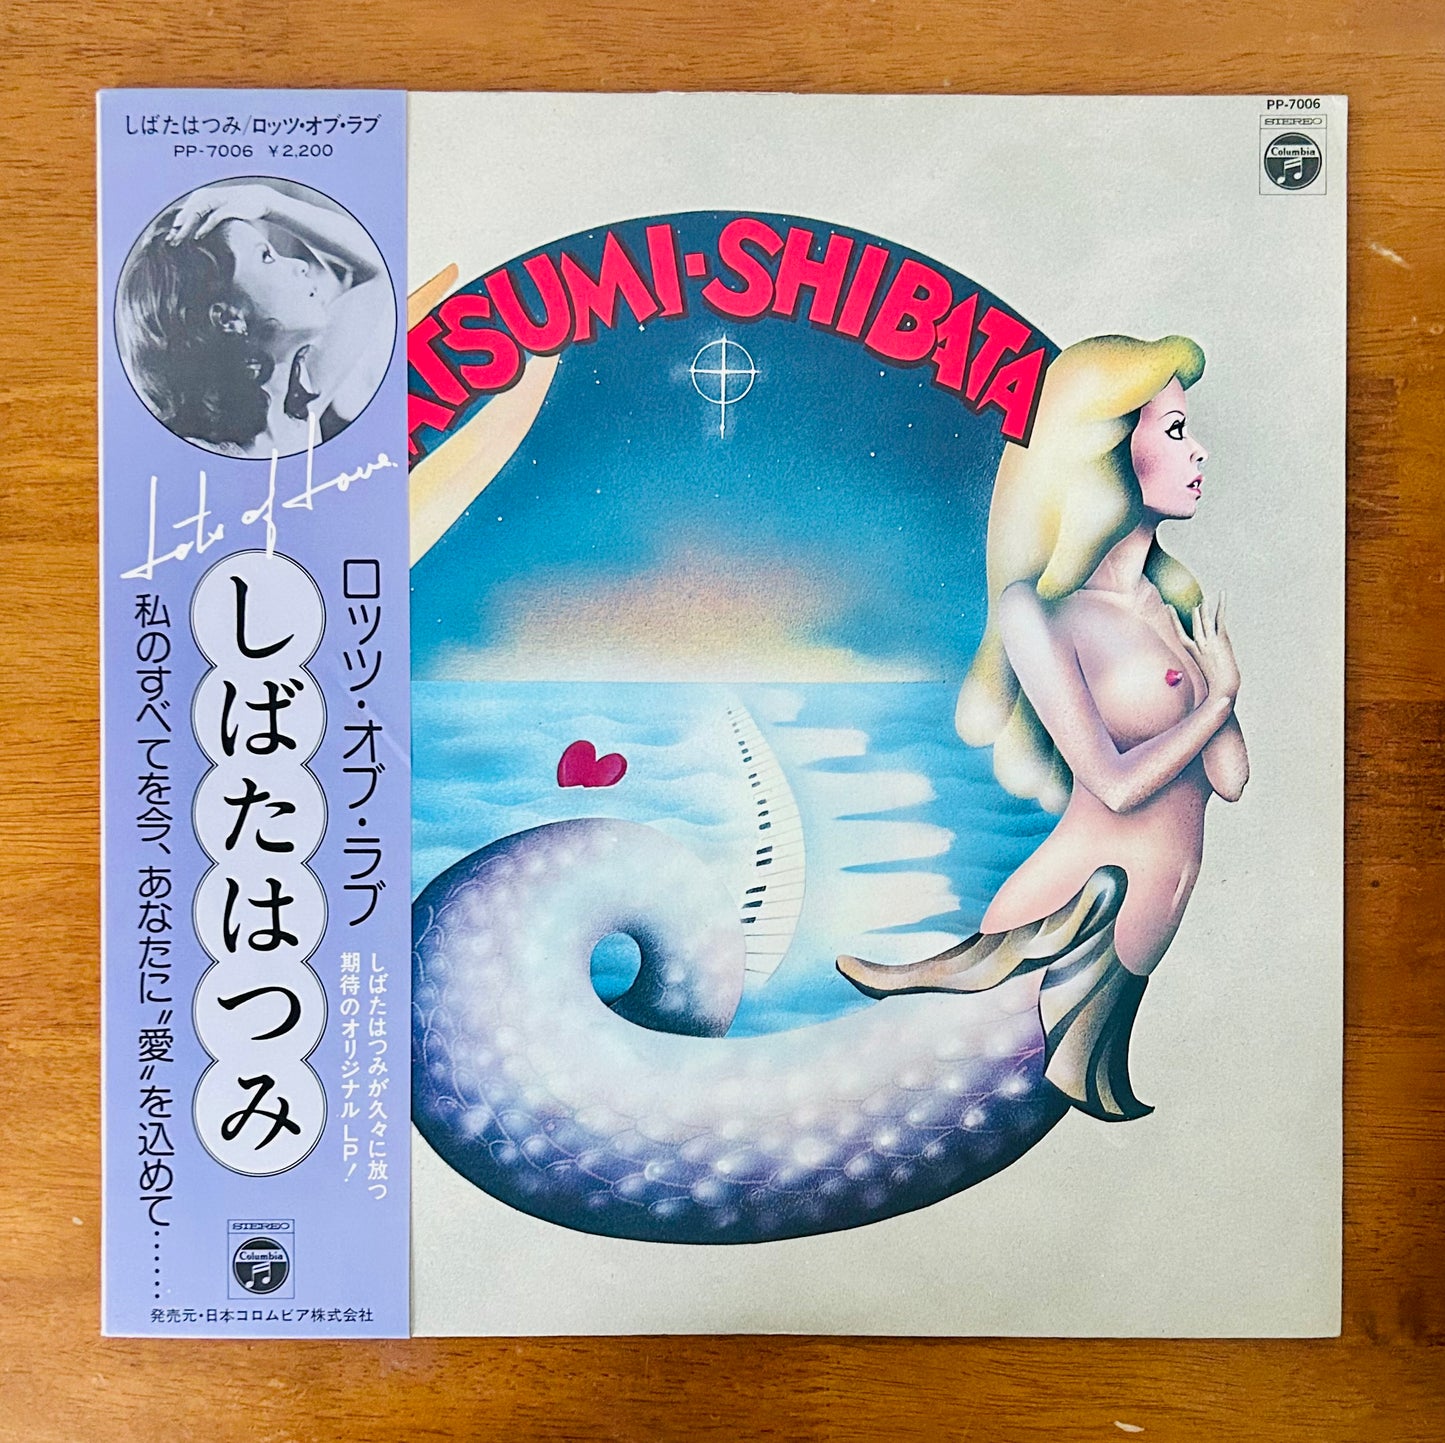 しばたはつみ/ロッツ・オブ・ラブ
PP-7006 ￥2,200
Lots of Love.
ロッツ・オブ・ラブ
しばたはつみ
私のすべてを今、あなたに〝愛〟を込めて……
しばたはつみが久々に放つ
期待のオリジナルLP!
STEREO
Columbia
発売元・日本コロムビア株式会社
ATSUMI・SHIBATA
PP-7006
STEREO
Columbia